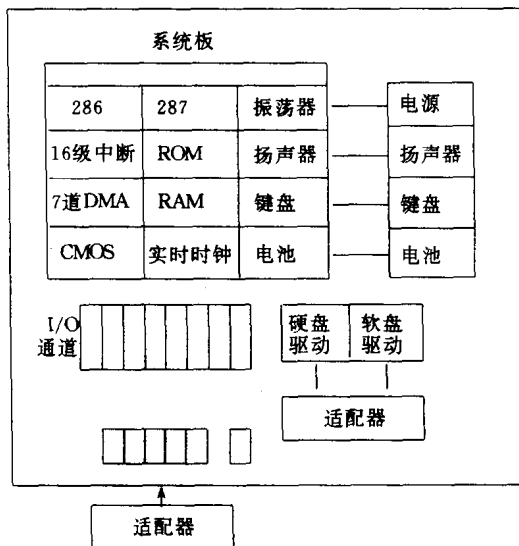 系统板
286 287 振荡器 电源
16级中断 ROM 扬声器 扬声器
7道DMA RAM 键盘 键盘
CMOS 实时时钟 电池 电池
I/O
通道
硬盘
驱动
软盘
驱动
适配器
适配器